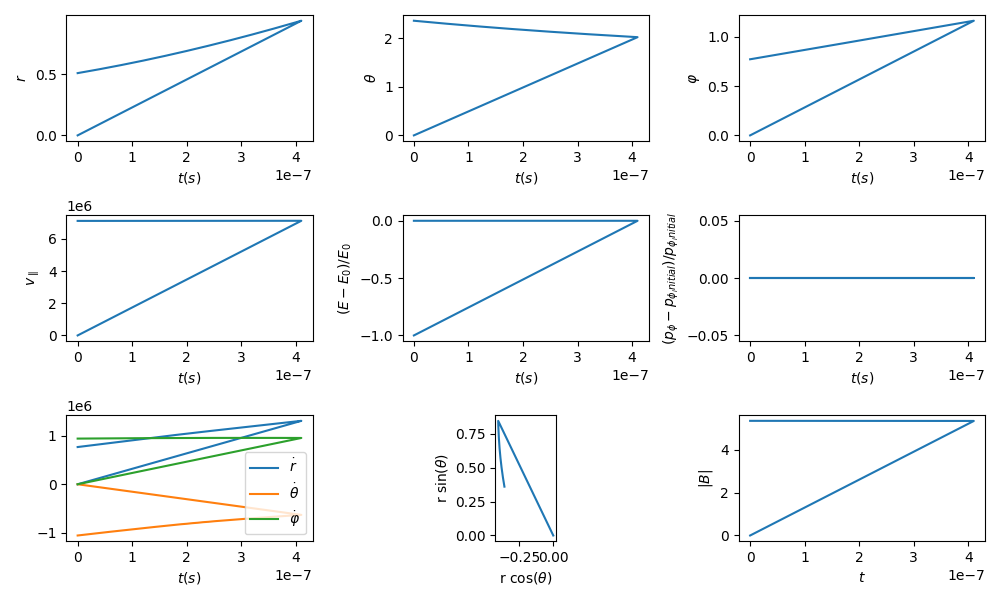 r
0.5
0.0
0 1 2 3 4
t(s)
1e−7
θ
2
1
0
0 1 2 3 4
t(s)
1e−7
φ
1.0
0.5
0.0
0 1 2 3 4
t(s)
1e−7
1e6
v∥
6
4
2
0
0 1 2 3 4
t(s)
1e−7
(E − E₀)/E₀
0.0
−0.5
−1.0
0 1 2 3 4
t(s)
1e−7
(pϕ − pϕᵢnitial)/pϕᵢnitial
0.05
0.00
−0.05
0 1 2 3 4
t(s)
1e−7
1e6
1
0
−1
ṙ
θ̇
φ̇
0 1 2 3 4
t(s)
1e−7
r sin(θ)
0.75
0.50
0.25
0.00
−0.25 0.00
r cos(θ)
|B|
4
2
0
0 1 2 3 4
t
1e−7